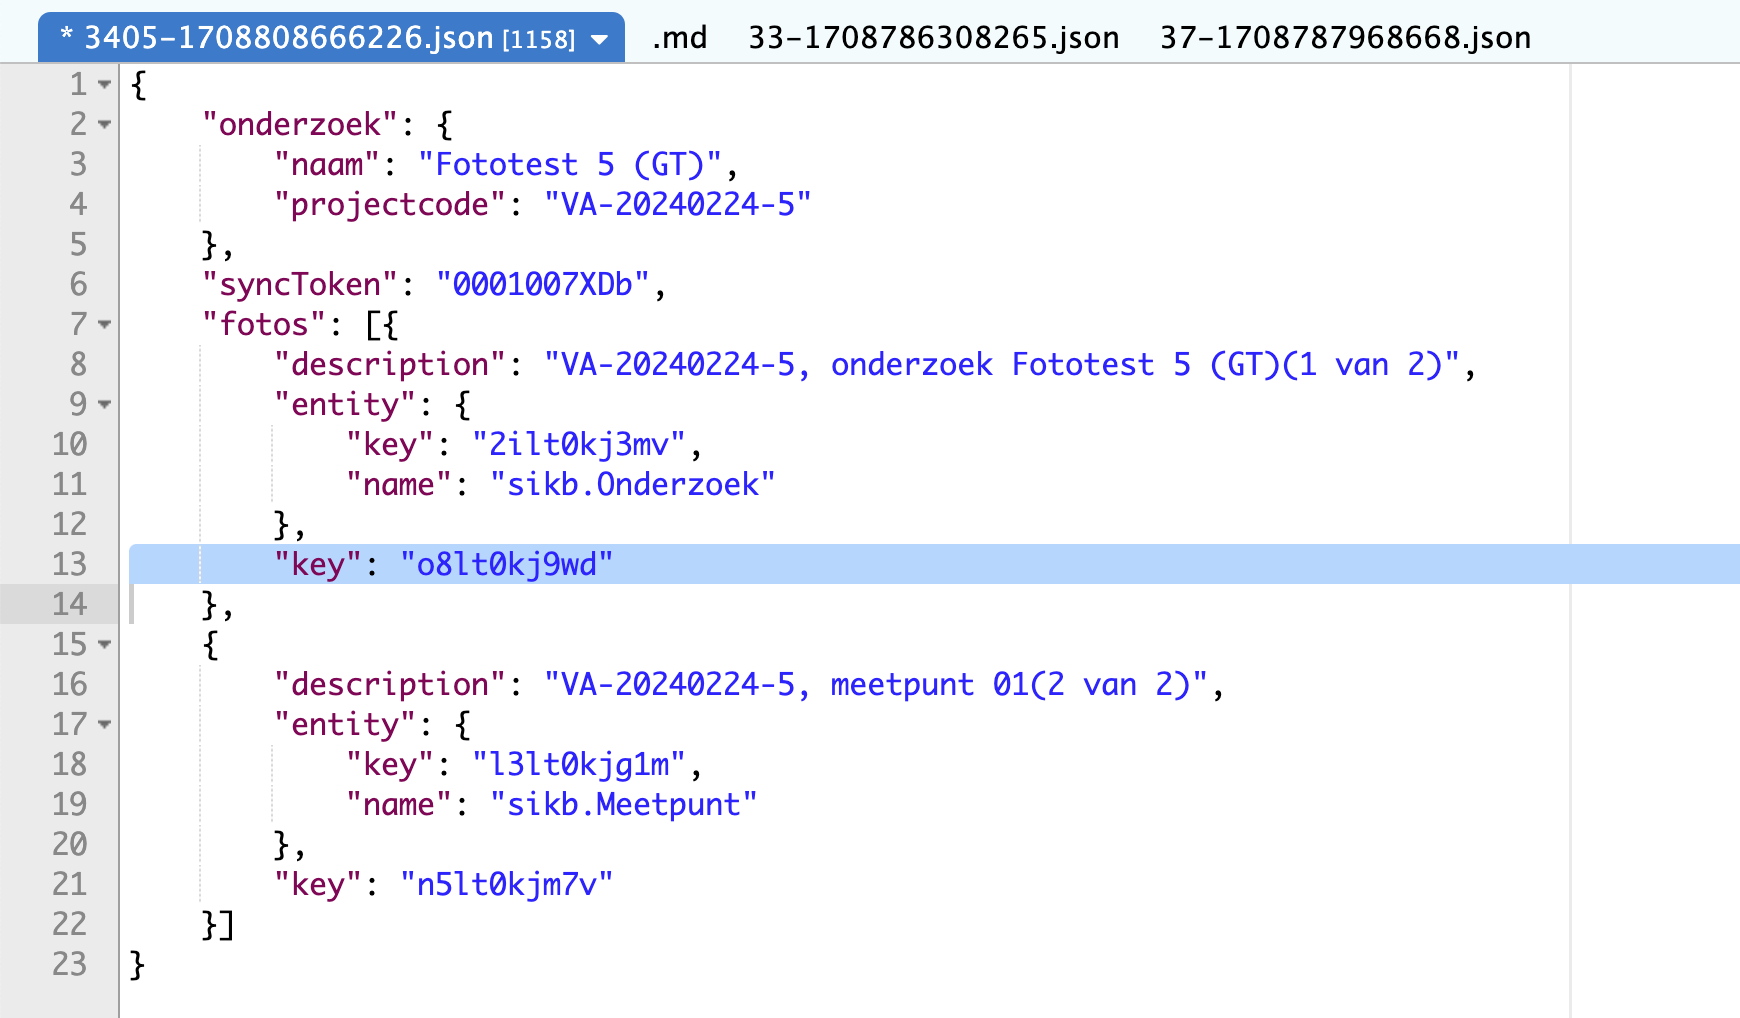 * 3405-1708808666226.json [1158] .md 33-1708786308265.json 37-1708787968668.json
1 {
2     "onderzoek": {
3         "naam": "Fototest 5 (GT)",
4         "projectcode": "VA-20240224-5"
5     },
6     "syncToken": "0001007XDb",
7     "fotos": [{
8         "description": "VA-20240224-5, onderzoek Fototest 5 (GT)(1 van 2)",
9         "entity": {
10             "key": "2ilt0kj3mv",
11             "name": "sikb.Onderzoek"
12         },
13         "key": "o8lt0kj9wd"
14     },
15     {
16         "description": "VA-20240224-5, meetpunt 01(2 van 2)",
17         "entity": {
18             "key": "l3lt0kjg1m",
19             "name": "sikb.Meetpunt"
20         },
21         "key": "n5lt0kjm7v"
22     }]
23 }